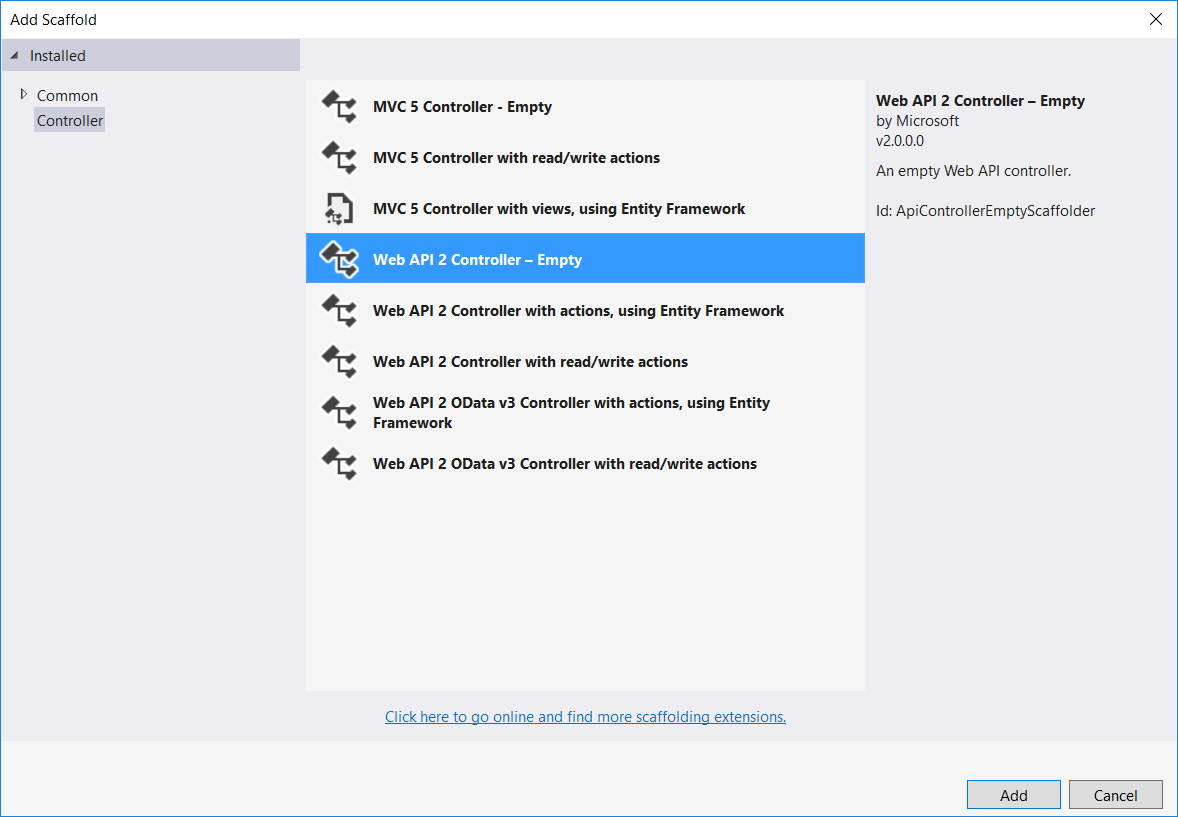 Add Scaffold
Installed
Common
Controller
MVC 5 Controller - Empty
MVC 5 Controller with read/write actions
MVC 5 Controller with views, using Entity Framework
Web API 2 Controller – Empty
Web API 2 Controller with actions, using Entity Framework
Web API 2 Controller with read/write actions
Web API 2 OData v3 Controller with actions, using Entity
Framework
Web API 2 OData v3 Controller with read/write actions
Click here to go online and find more scaffolding extensions.
Web API 2 Controller – Empty
by Microsoft
v2.0.0.0
An empty Web API controller.
Id: ApiControllerEmptyScaffolder
Add
Cancel